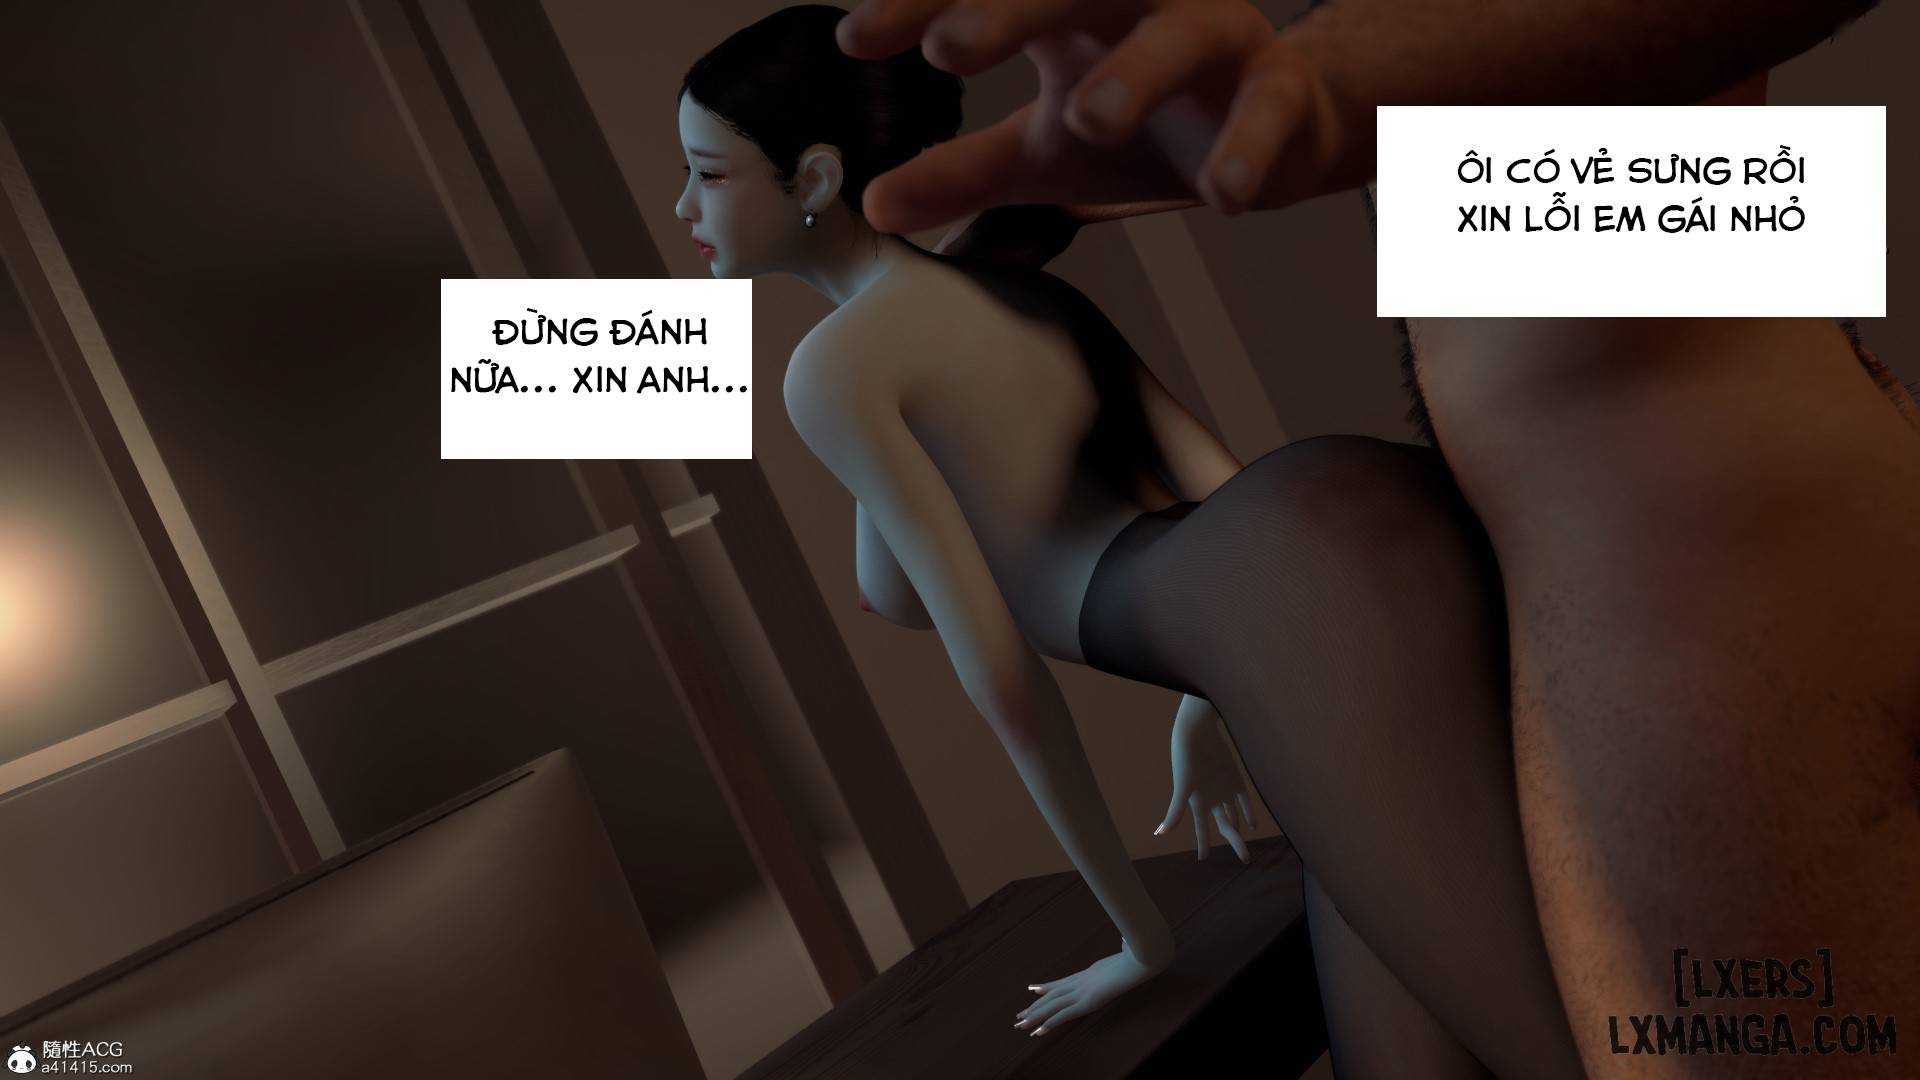 ÔI CÓ VẺ SƯNG RỒI
XIN LỖI EM GÁI NHỎ
ĐỪNG ĐÁNH
NỮA... XIN ANH...
[LXERS]
LXMANGA.COM
隨性ACG
a41415.com